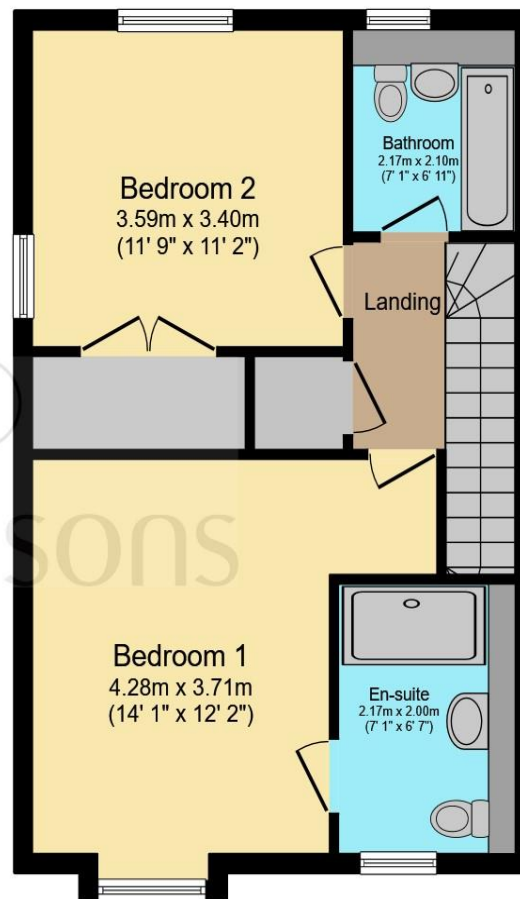 Bathroom
2.17m x 2.10m
(7' 1" x 6' 11")
Bedroom 2
3.59m x 3.40m
(11' 9" x 11' 2")
Landing
sons
Bedroom 1
4.28m x 3.71m
(14' 1" x 12' 2")
En-suite
2.17m x 2.00m
(7' 1" x 6' 7")